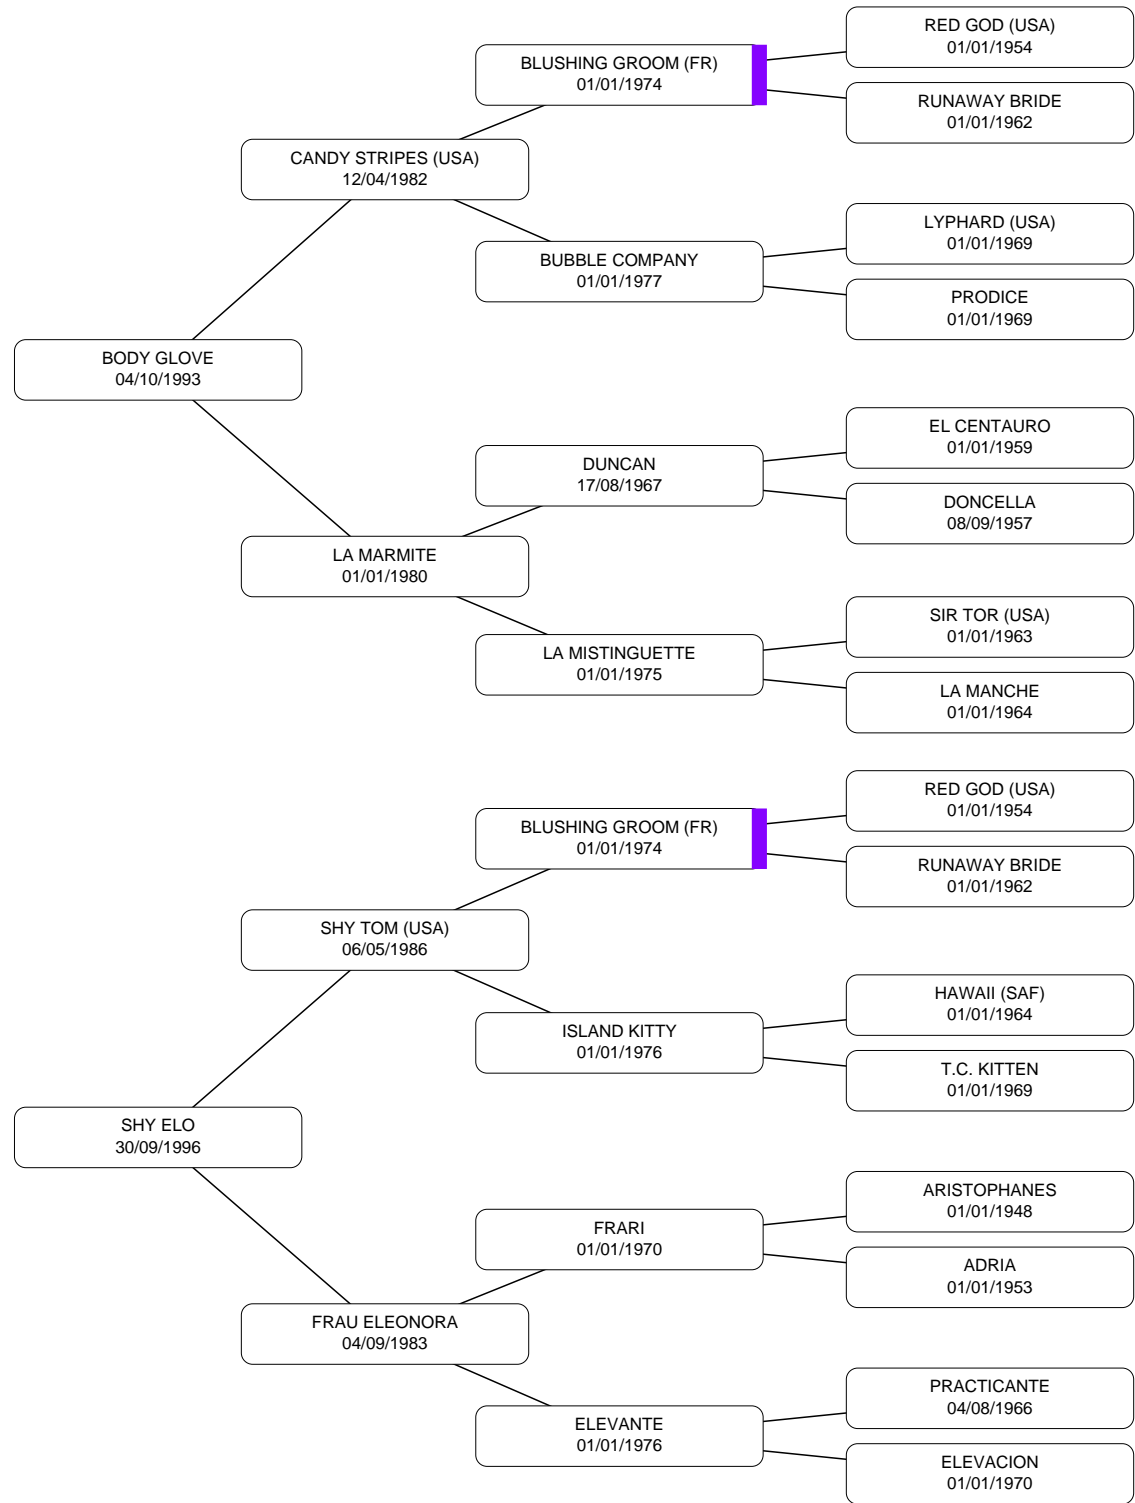 RED GOD (USA)
01/01/1954
BLUSHING GROOM (FR)
01/01/1974
RUNAWAY BRIDE
01/01/1962
CANDY STRIPES (USA)
12/04/1982
LYPHARD (USA)
01/01/1969
BUBBLE COMPANY
01/01/1977
PRODICE
01/01/1969
BODY GLOVE
04/10/1993
EL CENTAURO
01/01/1959
DUNCAN
17/08/1967
DONCELLA
08/09/1957
LA MARMITE
01/01/1980
SIR TOR (USA)
01/01/1963
LA MISTINGUETTE
01/01/1975
LA MANCHE
01/01/1964
RED GOD (USA)
01/01/1954
BLUSHING GROOM (FR)
01/01/1974
RUNAWAY BRIDE
01/01/1962
SHY TOM (USA)
06/05/1986
HAWAII (SAF)
01/01/1964
ISLAND KITTY
01/01/1976
T.C. KITTEN
01/01/1969
SHY ELO
30/09/1996
ARISTOPHANES
01/01/1948
FRARI
01/01/1970
ADRIA
01/01/1953
FRAU ELEONORA
04/09/1983
PRACTICANTE
04/08/1966
ELEVANTE
01/01/1976
ELEVACION
01/01/1970